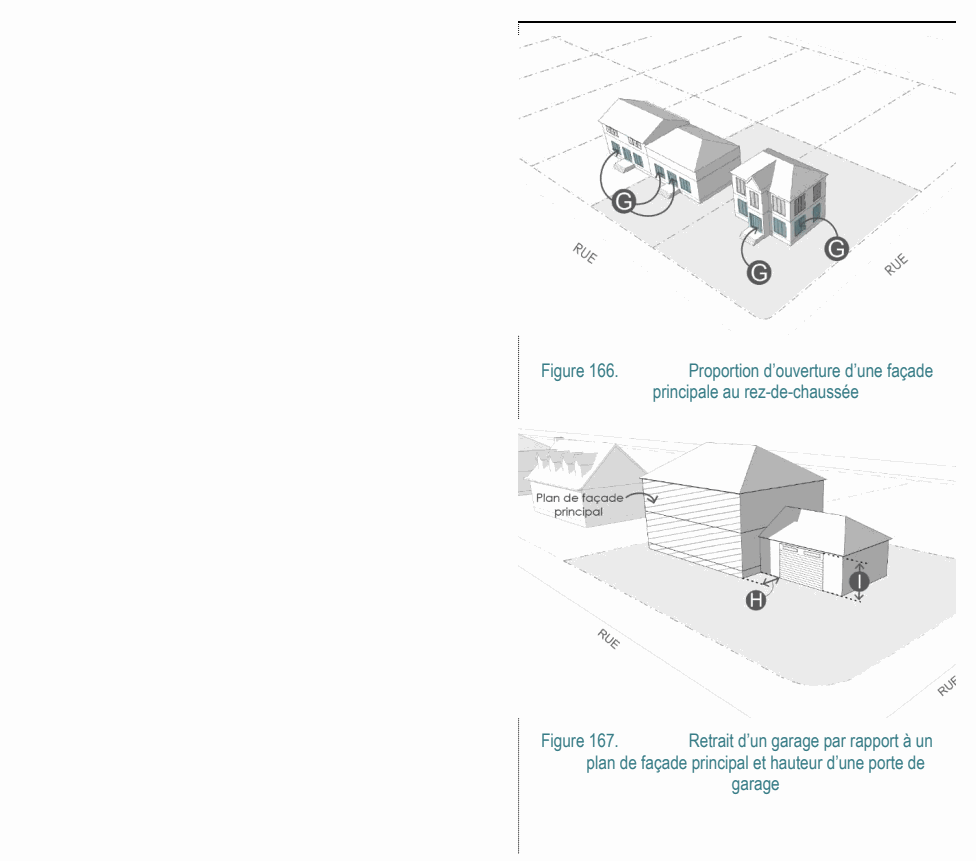 G
G
G
RUE
RUE
Figure 166. Proportion d’ouverture d’une façade
principale au rez-de-chaussée
Plan de façade
principal
I
H
RUE
RUE
Figure 167. Retrait d’un garage par rapport à un
plan de façade principal et hauteur d’une porte de
garage